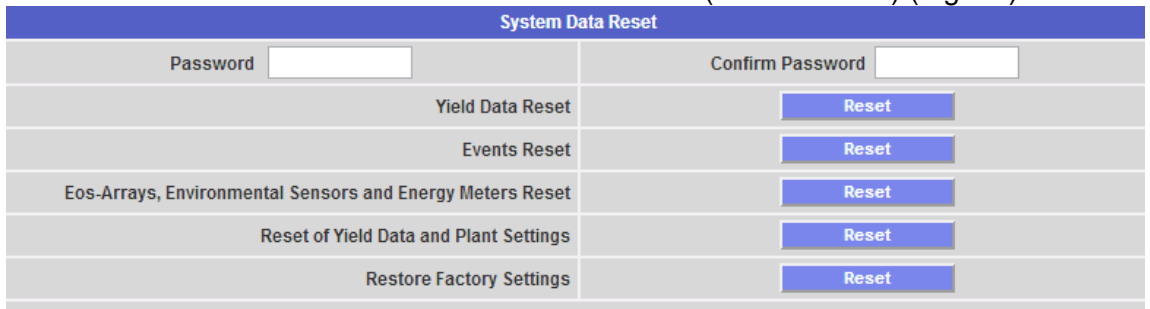 System Data Reset
Password Confirm Password
Yield Data Reset Reset
Events Reset Reset
Eos-Arrays, Environmental Sensors and Energy Meters Reset Reset
Reset of Yield Data and Plant Settings Reset
Restore Factory Settings Reset